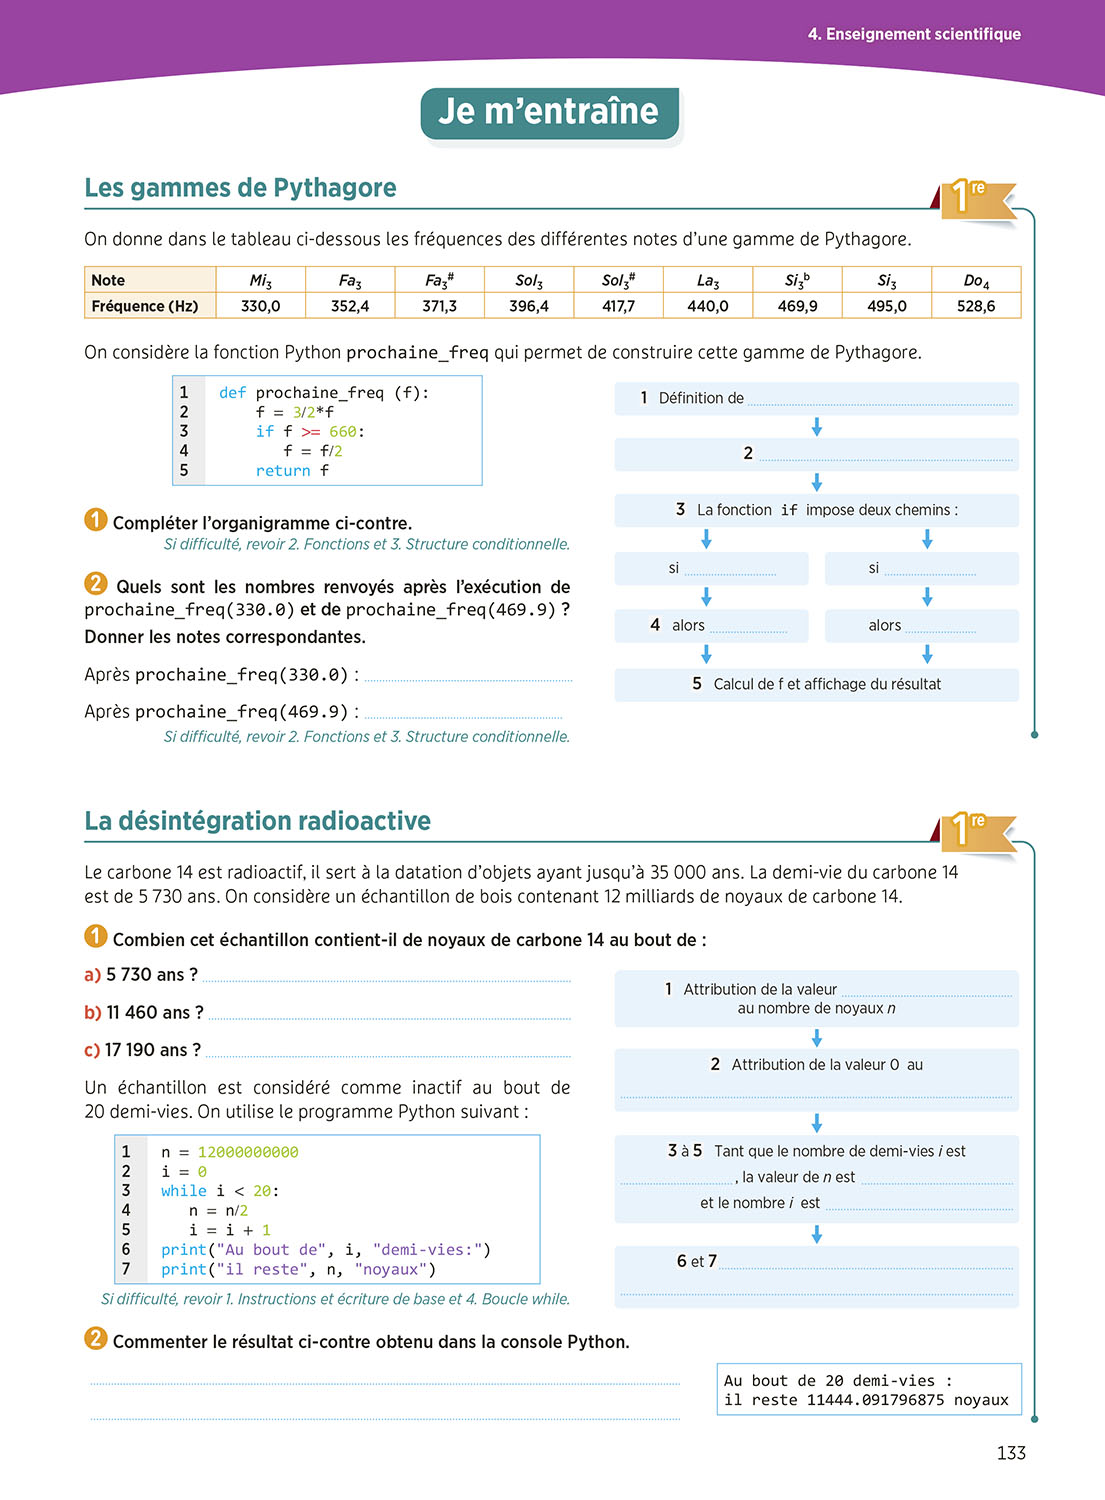 4. Enseignement scientifique
Je m'entraîne
Les gammes de Pythagore
1re
On donne dans le tableau ci-dessous les fréquences des différentes notes d'une gamme de Pythagore.
Note Mi3 Fa3 Fa3# Sol3 Sol3# La3 Si3b Si3 Do4
Fréquence (Hz) 330,0 352,4 371,3 396,4 417,7 440,0 469,9 495,0 528,6
On considère la fonction Python prochaine_freq qui permet de construire cette gamme de Pythagore.
1 def prochaine_freq (f):
2 f = 3/2*f
3 if f >= 660:
4 f = f/2
5 return f
1 Compléter l'organigramme ci-contre.
Si difficulté, revoir 2. Fonctions et 3. Structure conditionnelle.
2 Quels sont les nombres renvoyés après l'exécution de
prochaine_freq(330.0) et de prochaine_freq(469.9) ?
Donner les notes correspondantes.
Après prochaine_freq(330.0) :
Après prochaine_freq(469.9) :
Si difficulté, revoir 2. Fonctions et 3. Structure conditionnelle.
1 Définition de
2
3 La fonction if impose deux chemins :
si
si
4 alors
alors
5 Calcul de f et affichage du résultat
La désintégration radioactive
1re
Le carbone 14 est radioactif, il sert à la datation d'objets ayant jusqu'à 35 000 ans. La demi-vie du carbone 14
est de 5 730 ans. On considère un échantillon de bois contenant 12 milliards de noyaux de carbone 14.
1 Combien cet échantillon contient-il de noyaux de carbone 14 au bout de :
a) 5 730 ans ?
b) 11 460 ans ?
c) 17 190 ans ?
Un échantillon est considéré comme inactif au bout de
20 demi-vies. On utilise le programme Python suivant :
1 n = 12000000000
2 i = 0
3 while i < 20:
4 n = n/2
5 i = i + 1
6 print("Au bout de", i, "demi-vies:")
7 print("il reste", n, "noyaux")
Si difficulté, revoir 1. Instructions et écriture de base et 4. Boucle while.
1 Attribution de la valeur
au nombre de noyaux n
2 Attribution de la valeur 0 au
3 à 5 Tant que le nombre de demi-vies i est
, la valeur de n est
et le nombre i est
6 et 7
2 Commenter le résultat ci-contre obtenu dans la console Python.
Au bout de 20 demi-vies :
il reste 11444.091796875 noyaux
133